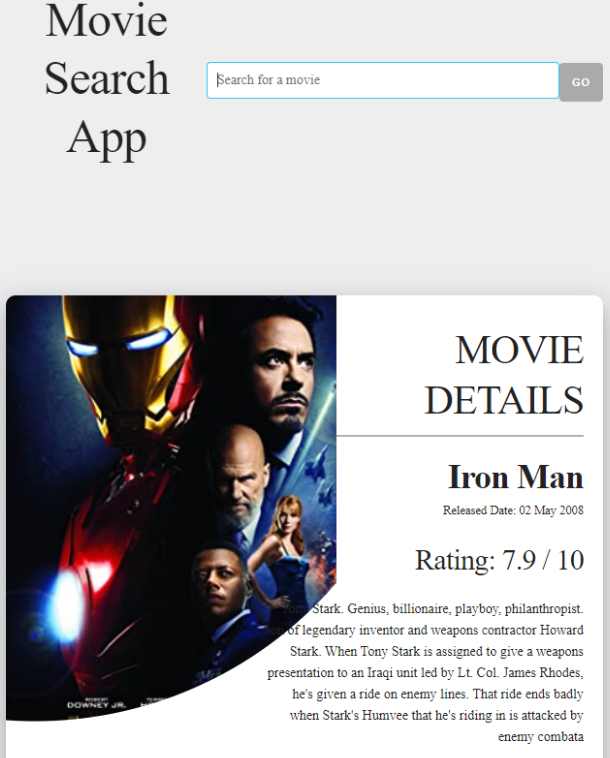 Movie
Search
App
Search for a movie
GO
MOVIE
DETAILS
Iron Man
Released Date: 02 May 2008
Rating: 7.9 / 10
Tony Stark. Genius, billionaire, playboy, philanthropist.
of legendary inventor and weapons contractor Howard
Stark. When Tony Stark is assigned to give a weapons
presentation to an Iraqi unit led by Lt. Col. James Rhodes,
he's given a ride on enemy lines. That ride ends badly
when Stark's Humvee that he's riding in is attacked by
enemy combata
ROBERT
DOWNEY JR.